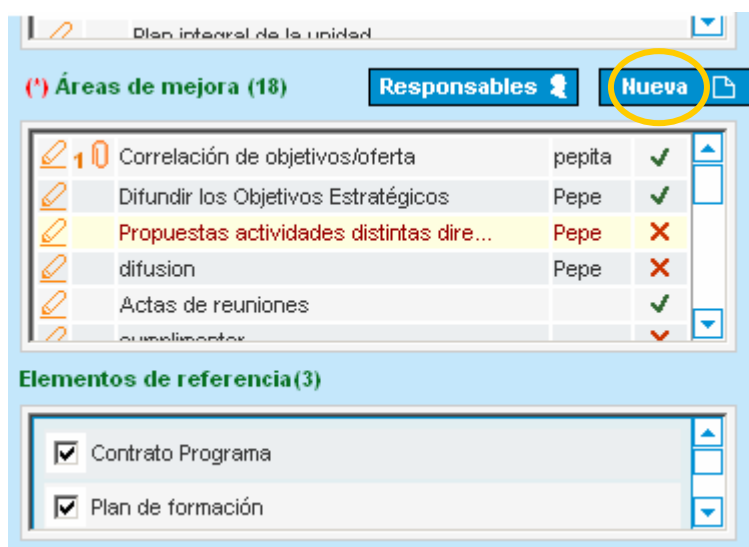 Plan integral de la unidad
(*) Áreas de mejora (18) Responsables Nueva
1 Correlación de objetivos/oferta pepita
Difundir los Objetivos Estratégicos Pepe
Propuestas actividades distintas dire... Pepe
difusion Pepe
Actas de reuniones
cumplimentar
Elementos de referencia(3)
Contrato Programa
Plan de formación